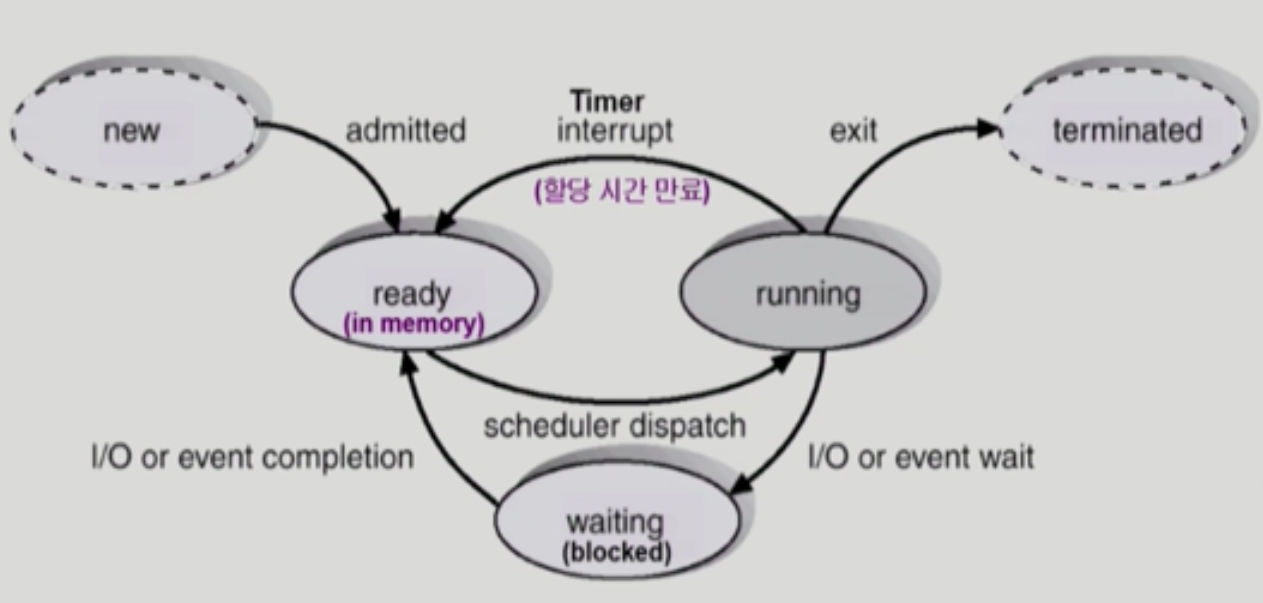 new
admitted
Timer
interrupt
(할당 시간 만료)
exit
terminated
ready
(in memory)
running
scheduler dispatch
I/O or event completion
I/O or event wait
waiting
(blocked)